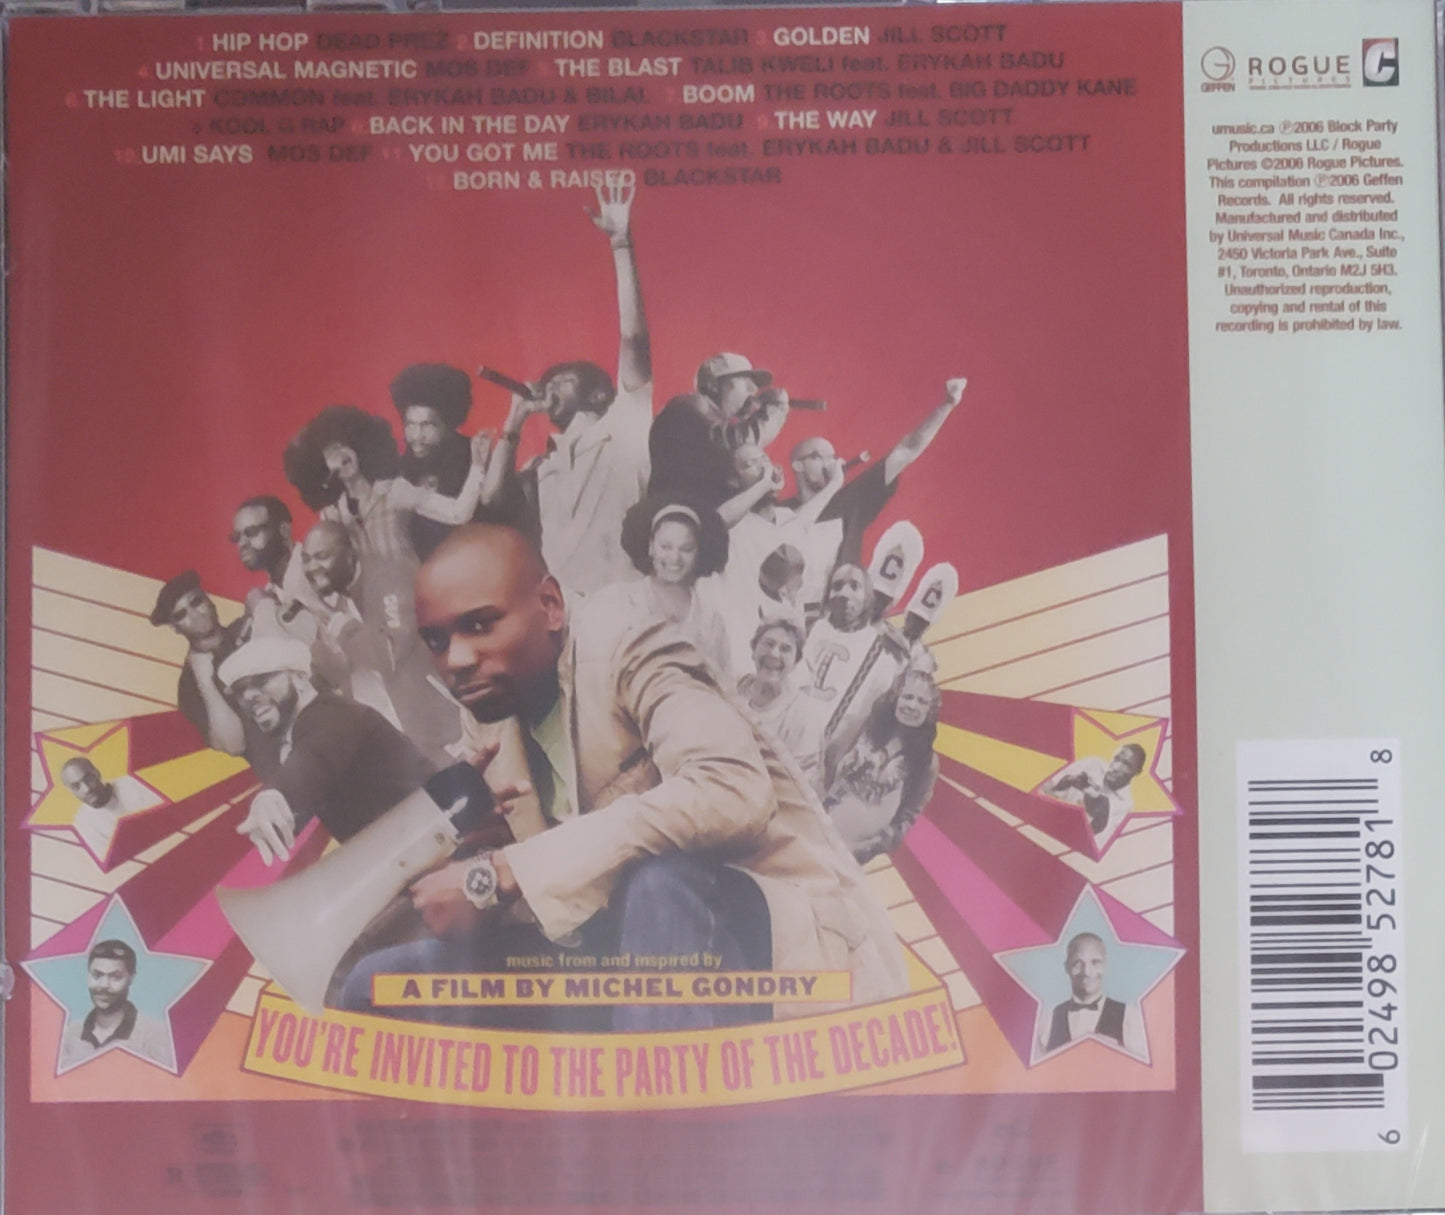 1 HIP HOP DEAD PREZ 2 DEFINITION BLACKSTAR 3 GOLDEN JILL SCOTT
4 UNIVERSAL MAGNETIC MOS DEF 5 THE BLAST TALIB KWELI feat. ERYKAH BADU
6 THE LIGHT COMMON feat. ERYKAH BADU & BILAL 7 BOOM THE ROOTS feat. BIG DADDY KANE
+ KOOL G RAP 8 BACK IN THE DAY ERYKAH BADU 9 THE WAY JILL SCOTT
10 UMI SAYS MOS DEF 11 YOU GOT ME THE ROOTS feat. ERYKAH BADU & JILL SCOTT
12 BORN & RAISED BLACKSTAR
GEFFEN
ROGUE
PICTURES
C
umusic.ca ℗2006 Block Party
Productions LLC / Rogue
Pictures ©2006 Rogue Pictures.
This compilation ℗2006 Geffen
Records. All rights reserved.
Manufactured and distributed
by Universal Music Canada Inc.,
2450 Victoria Park Ave., Suite
#1, Toronto, Ontario M2J 5H3.
Unauthorized reproduction,
copying and rental of this
recording is prohibited by law.
C
C
I
music from and inspired by
A FILM BY MICHEL GONDRY
YOU'RE INVITED TO THE PARTY OF THE DECADE!
6 02498 52781 8